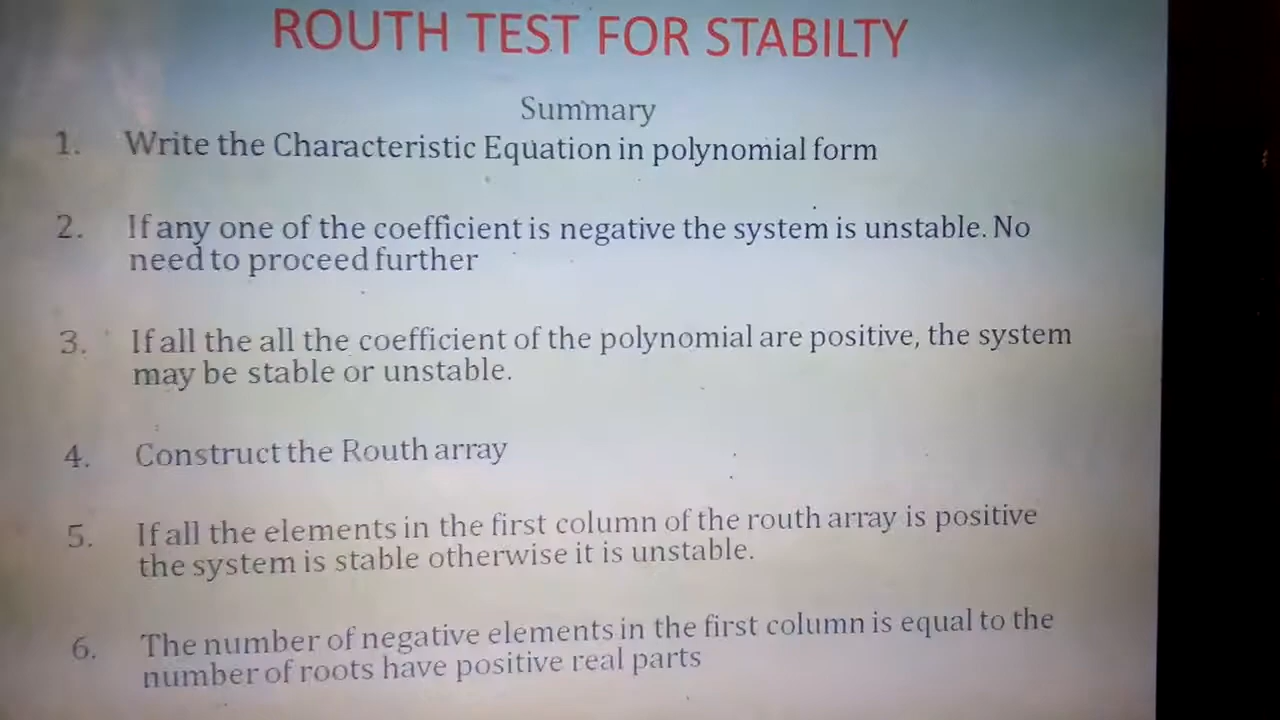 ROUTH TEST FOR STABILTY
Summary
1. Write the Characteristic Equation in polynomial form
2. If any one of the coefficient is negative the system is unstable. No
need to proceed further
3. If all the all the coefficient of the polynomial are positive, the system
may be stable or unstable.
4. Construct the Routh array
5. If all the elements in the first column of the routh array is positive
the system is stable otherwise it is unstable.
6. The number of negative elements in the first column is equal to the
number of roots have positive real parts